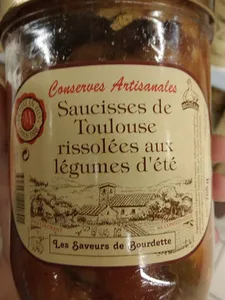 Conserves Artisanales
Saucisses de
Toulouse
rissolées aux
légumes d'été
Les Saveurs de Bourdette